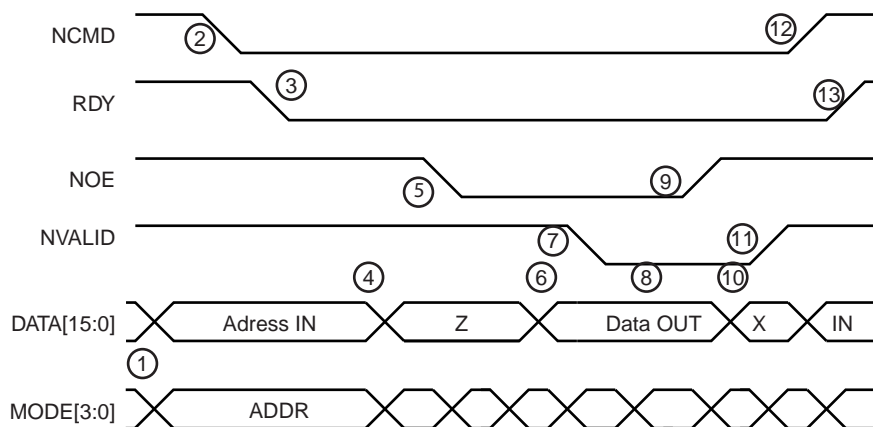 NCMD
2
12
RDY
3
13
NOE
5
9
NVALID
7
11
4
6
8
10
DATA[15:0]
Adress IN
Z
Data OUT
X
IN
1
MODE[3:0]
ADDR